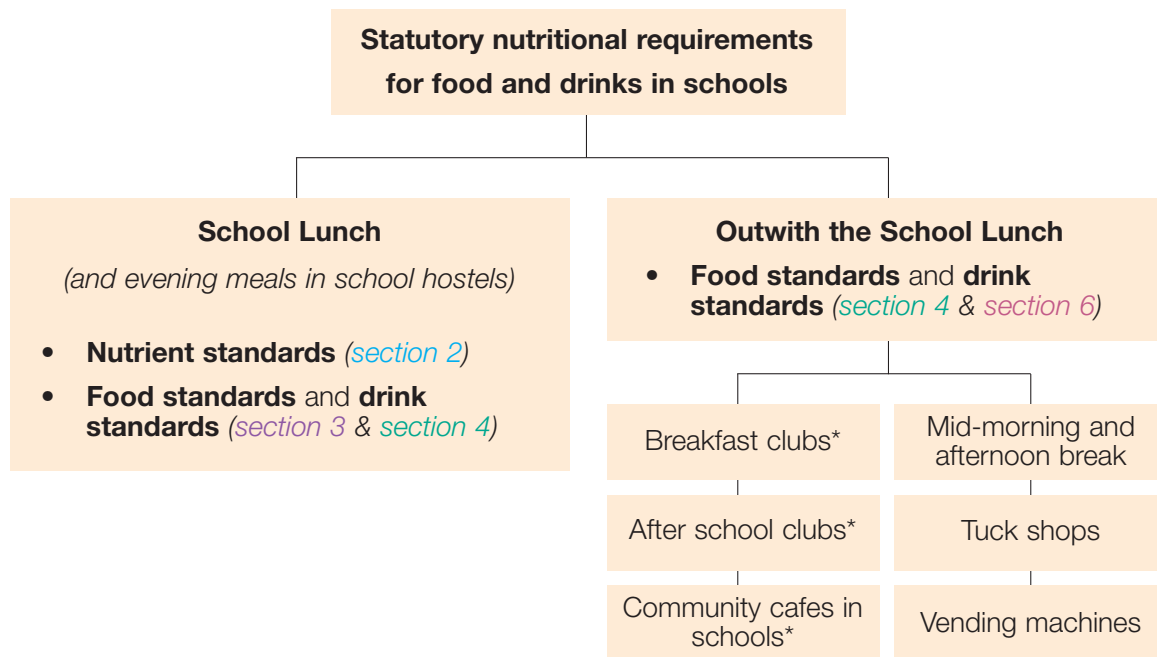 Statutory nutritional requirements
for food and drinks in schools
School Lunch
(and evening meals in school hostels)
• Nutrient standards (section 2)
• Food standards and drink
standards (section 3 & section 4)
Outwith the School Lunch
• Food standards and drink
standards (section 4 & section 6)
Breakfast clubs*
After school clubs*
Community cafes in
schools*
Mid-morning and
afternoon break
Tuck shops
Vending machines